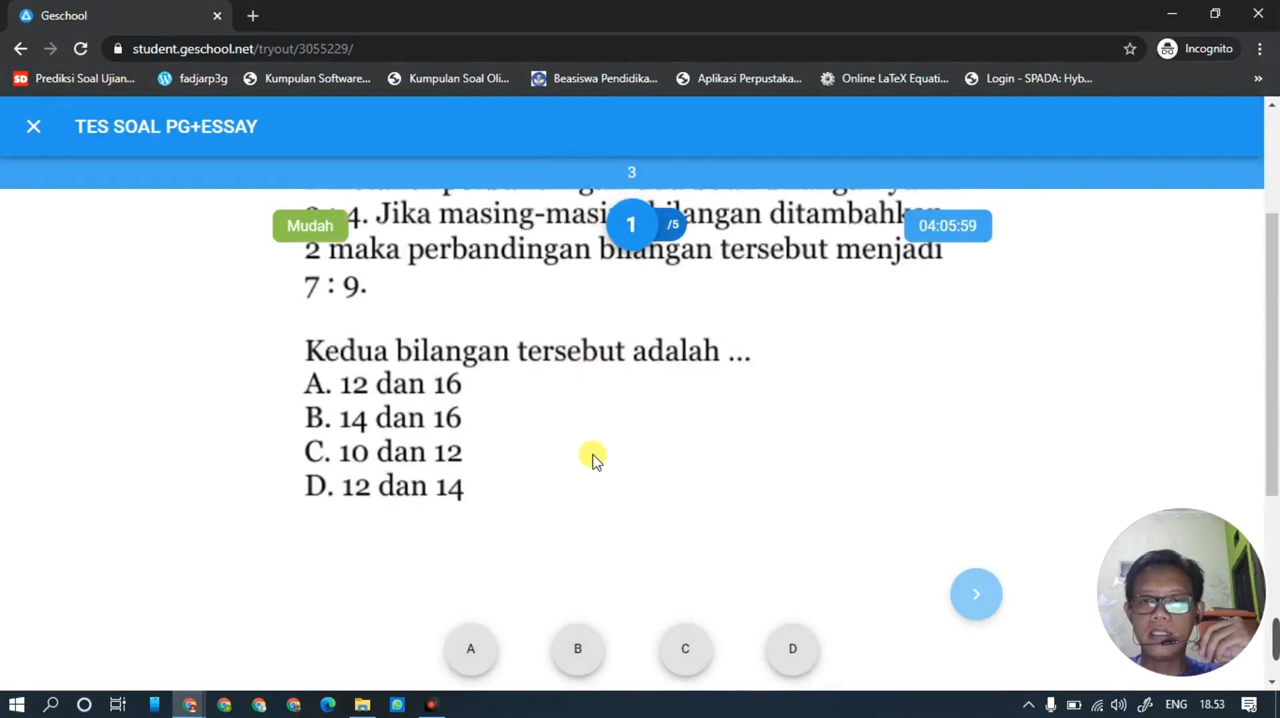 Geschool
student.geschool.net/tryout/3055229/
Incognito
SD Prediksi Soal Ujian...
fadjarp3g
Kumpulan Software...
Kumpulan Soal Oli...
Beasiswa Pendidika...
Aplikasi Perpustaka...
Online LaTeX Equati...
Login - SPADA: Hyb...
»
TES SOAL PG+ESSAY
3
4. Jika masing-masi bilangan ditambahk
Mudah
1
/5
04:05:59
2 maka perbandingan bilangan tersebut menjadi
7 : 9.
Kedua bilangan tersebut adalah ...
A. 12 dan 16
B. 14 dan 16
C. 10 dan 12
D. 12 dan 14
A
B
C
D
ENG
18.53